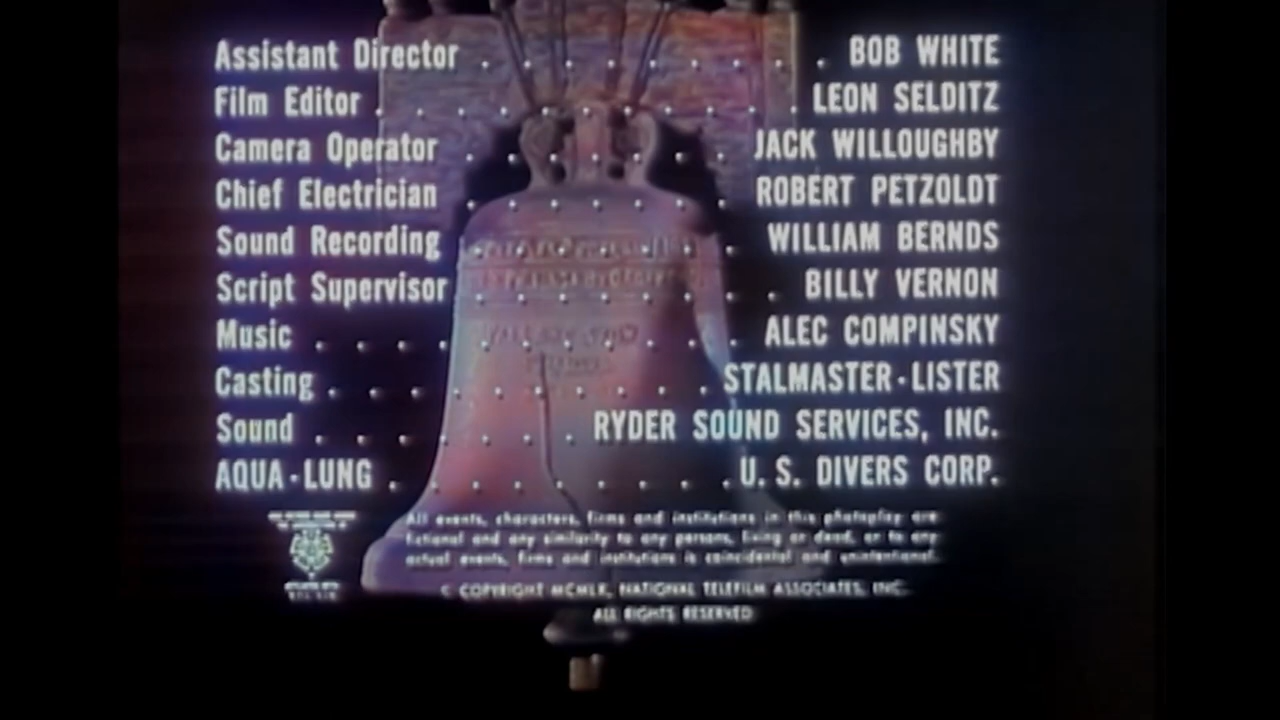 Assistant Director . . . . . . . . . BOB WHITE
Film Editor . . . . . . . . . . . LEON SELDITZ
Camera Operator . . . . . . . JACK WILLOUGHBY
Chief Electrician . . . . . . . ROBERT PETZOLDT
Sound Recording . . . . . . . WILLIAM BERNDS
Script Supervisor . . . . . . . . BILLY VERNON
Music . . . . . . . . . . . ALEC COMPINSKY
Casting . . . . . . . . . . STALMASTER-LISTER
Sound . . . . . . . RYDER SOUND SERVICES, INC.
AQUA-LUNG . . . . . . . . . U. S. DIVERS CORP.
All events, characters, firms and institutions in this photoplay are
fictional and any similarity to any persons, living or dead, or to any
actual events, firms and institutions is coincidental and unintentional.
© COPYRIGHT MCMLX, NATIONAL TELEFILM ASSOCIATES, INC.
ALL RIGHTS RESERVED